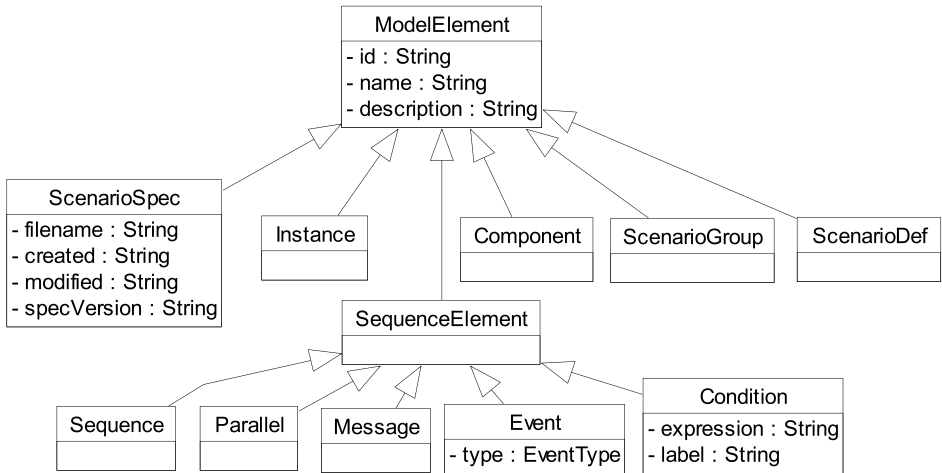 ModelElement
- id : String
- name : String
- description : String
ScenarioSpec
- filename : String
- created : String
- modified : String
- specVersion : String
Instance
Component
ScenarioGroup
ScenarioDef
SequenceElement
Sequence
Parallel
Message
Event
- type : EventType
Condition
- expression : String
- label : String